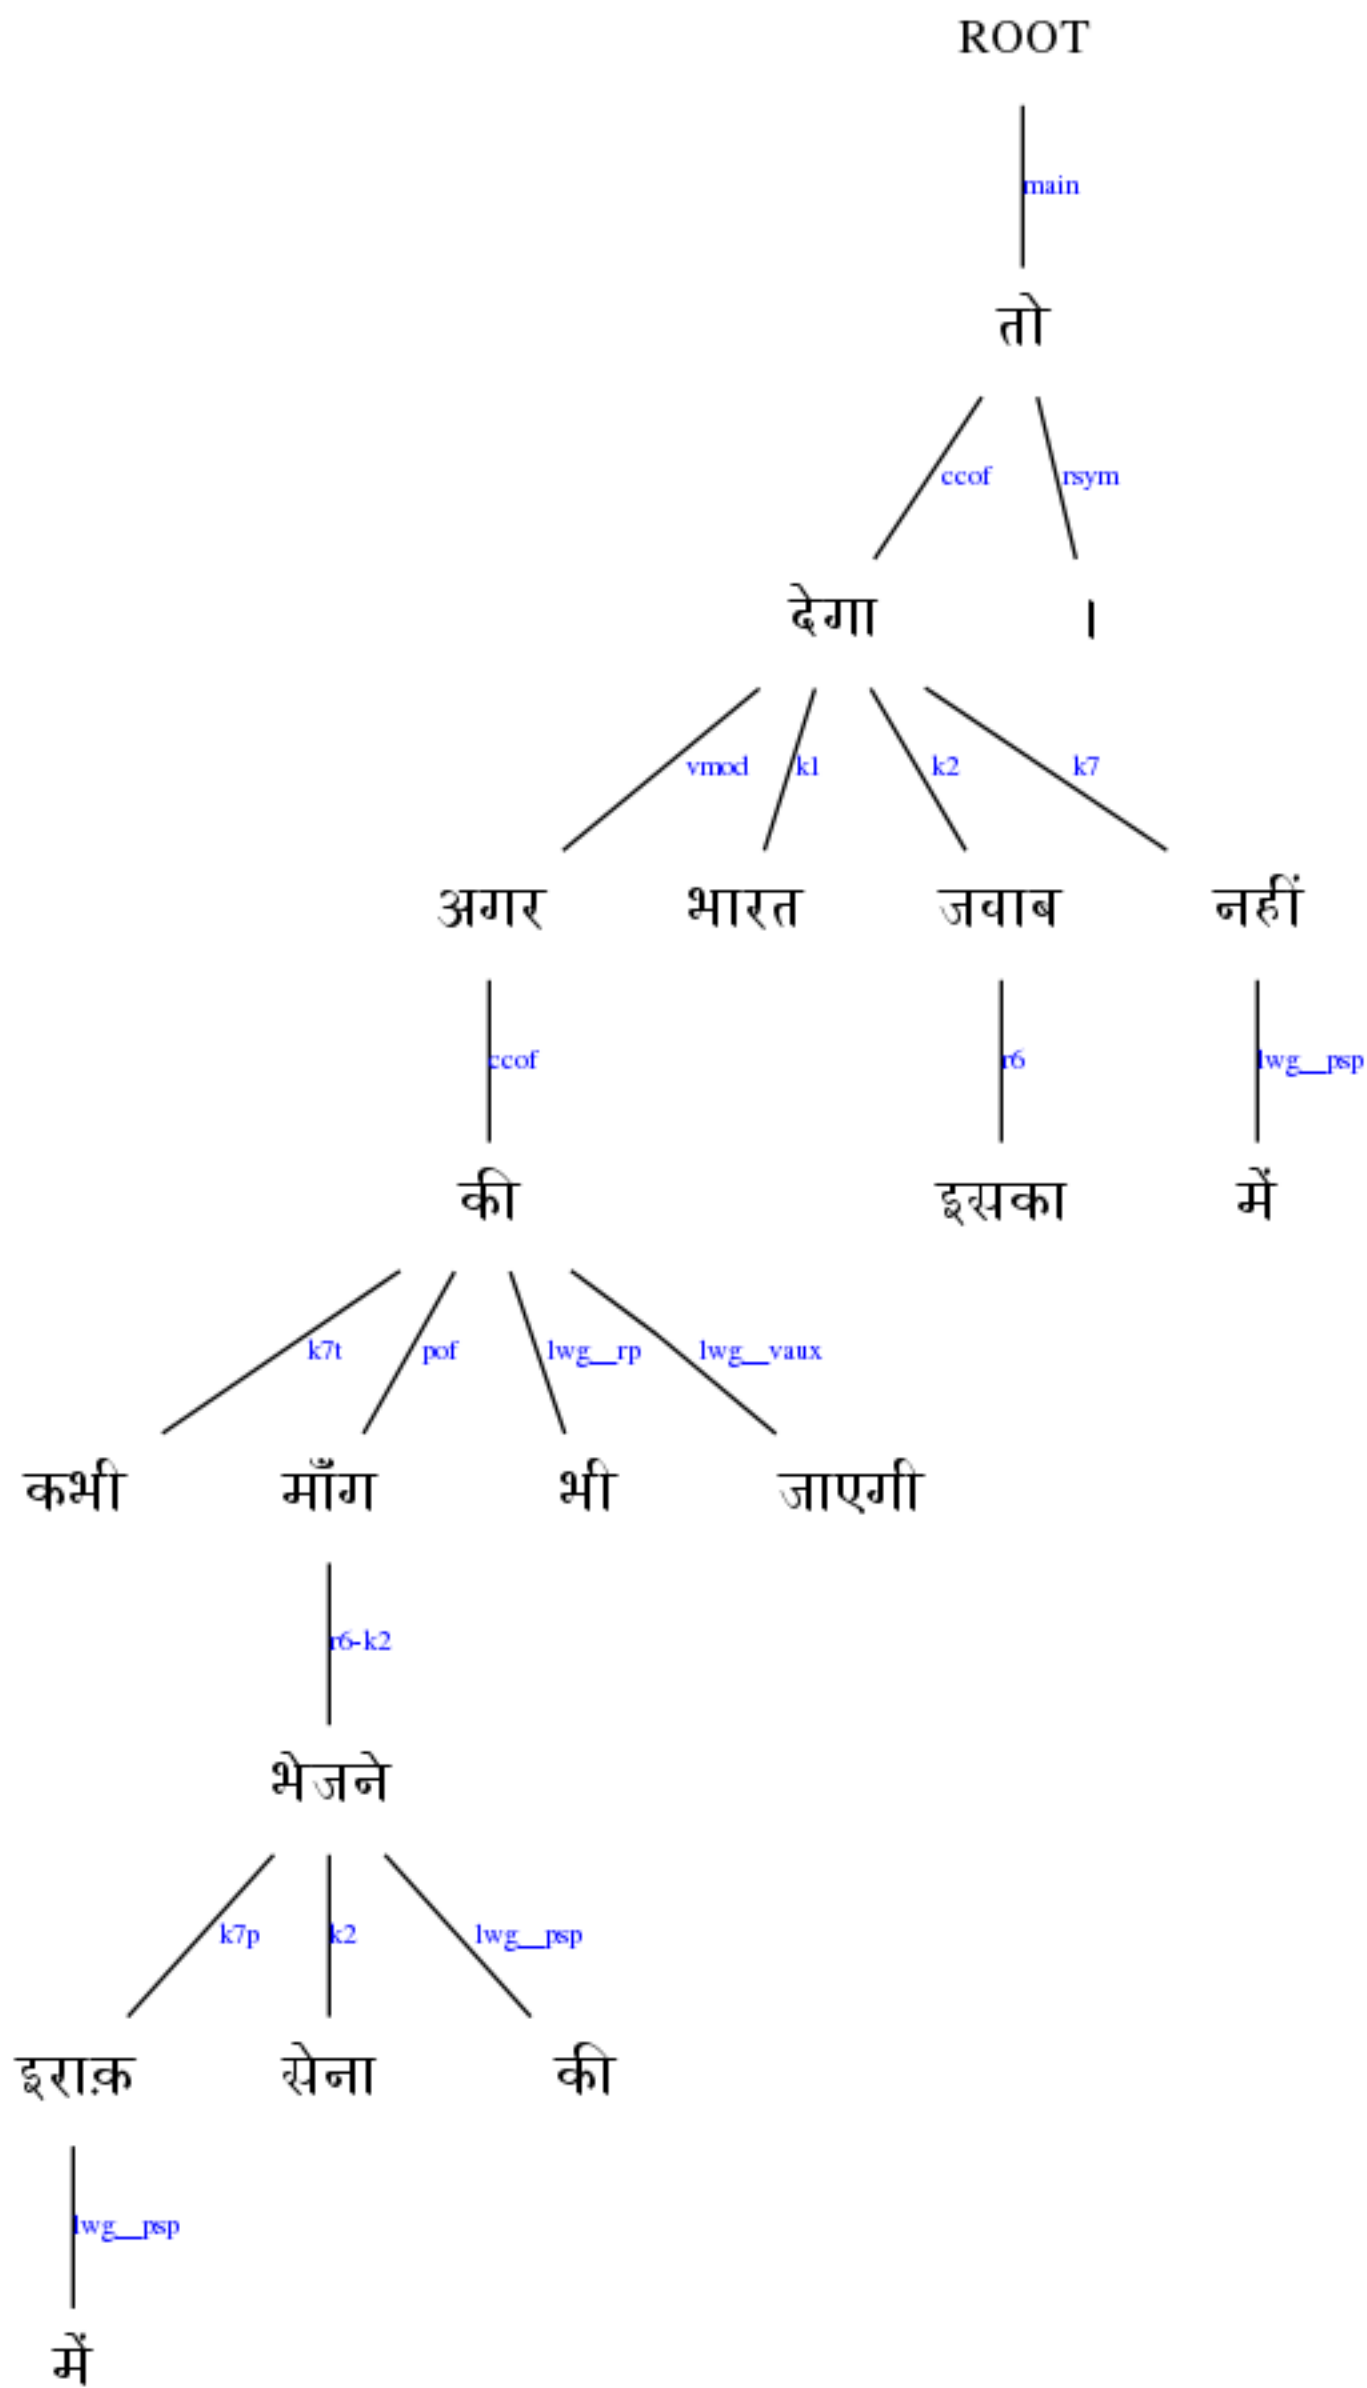 ROOT
main
तो
ccof rsym
देगा ।
vmod k1 k2 k7
अगर भारत जवाब नहीं
ccof r6 lwg__psp
की इसका में
k7t pof lwg__rp lwg__vaux
कभी माँग भी जाएगी
r6-k2
भेजने
k7p k2 lwg__psp
इराक़ सेना की
lwg__psp
में